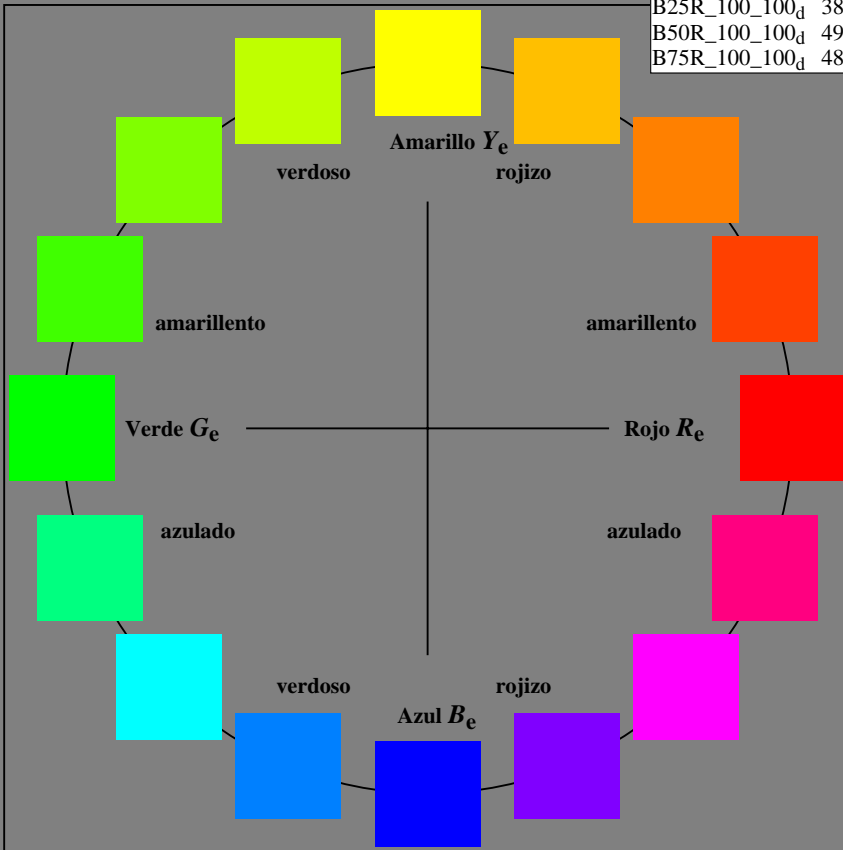 B25R_100_100d 38
B50R_100_100d 49
B75R_100_100d 48
Amarillo Ye
verdoso rojizo
amarillento amarillento
Verde Ge Rojo Re
azulado azulado
verdoso rojizo
Azul Be